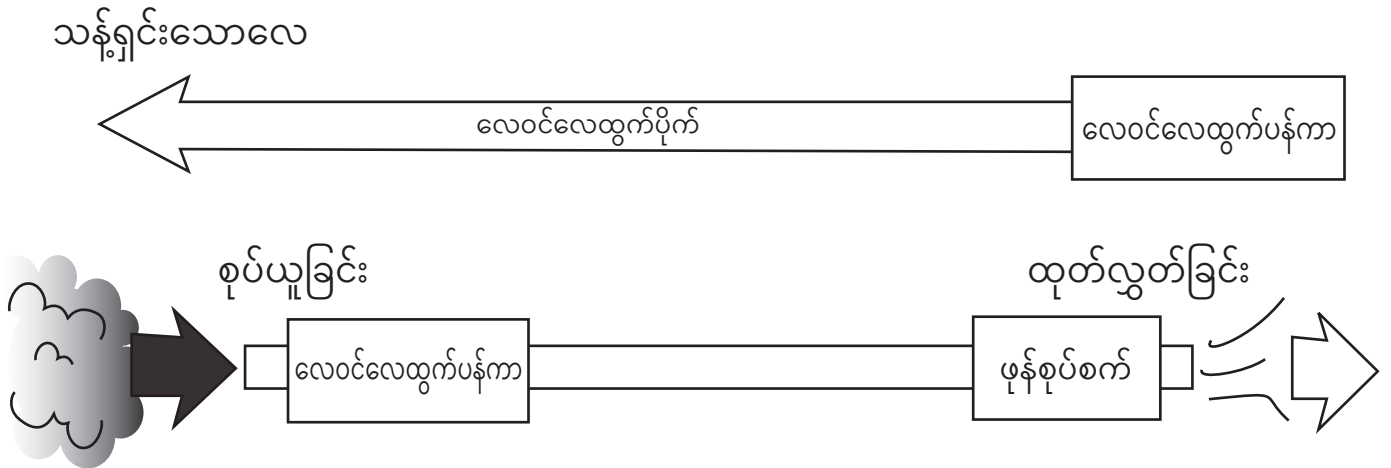 သန့်ရှင်းသောလေ
လေဝင်လေထွက်ပိုက်
လေဝင်လေထွက်ပန်ကာ
စုပ်ယူခြင်း
ထုတ်လွှတ်ခြင်း
လေဝင်လေထွက်ပန်ကာ
ဖုန်စုပ်စက်